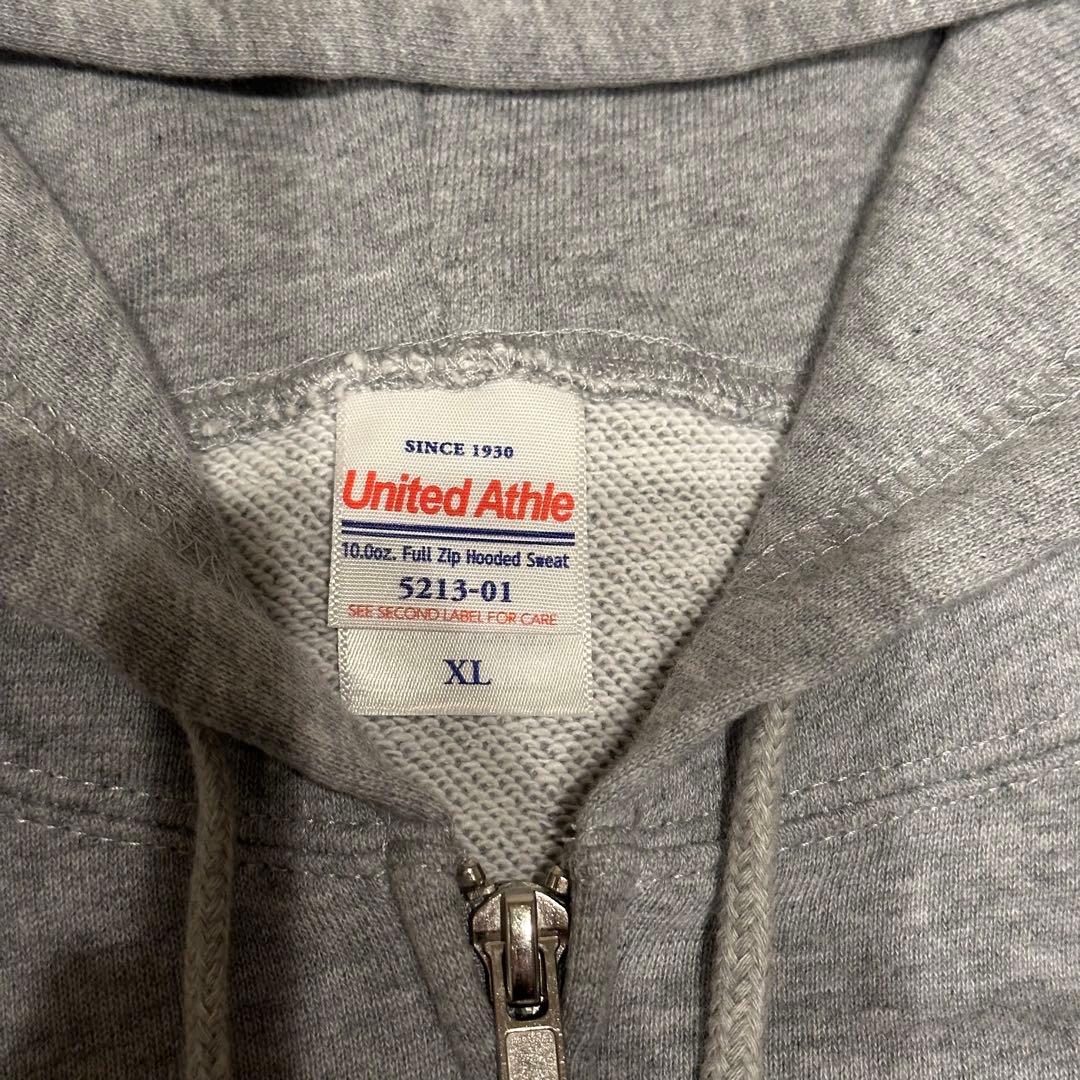 SINCE 1930
United Athle
10.0oz. Full Zip Hooded Sweat
5213-01
SEE SECOND LABEL FOR CARE
XL